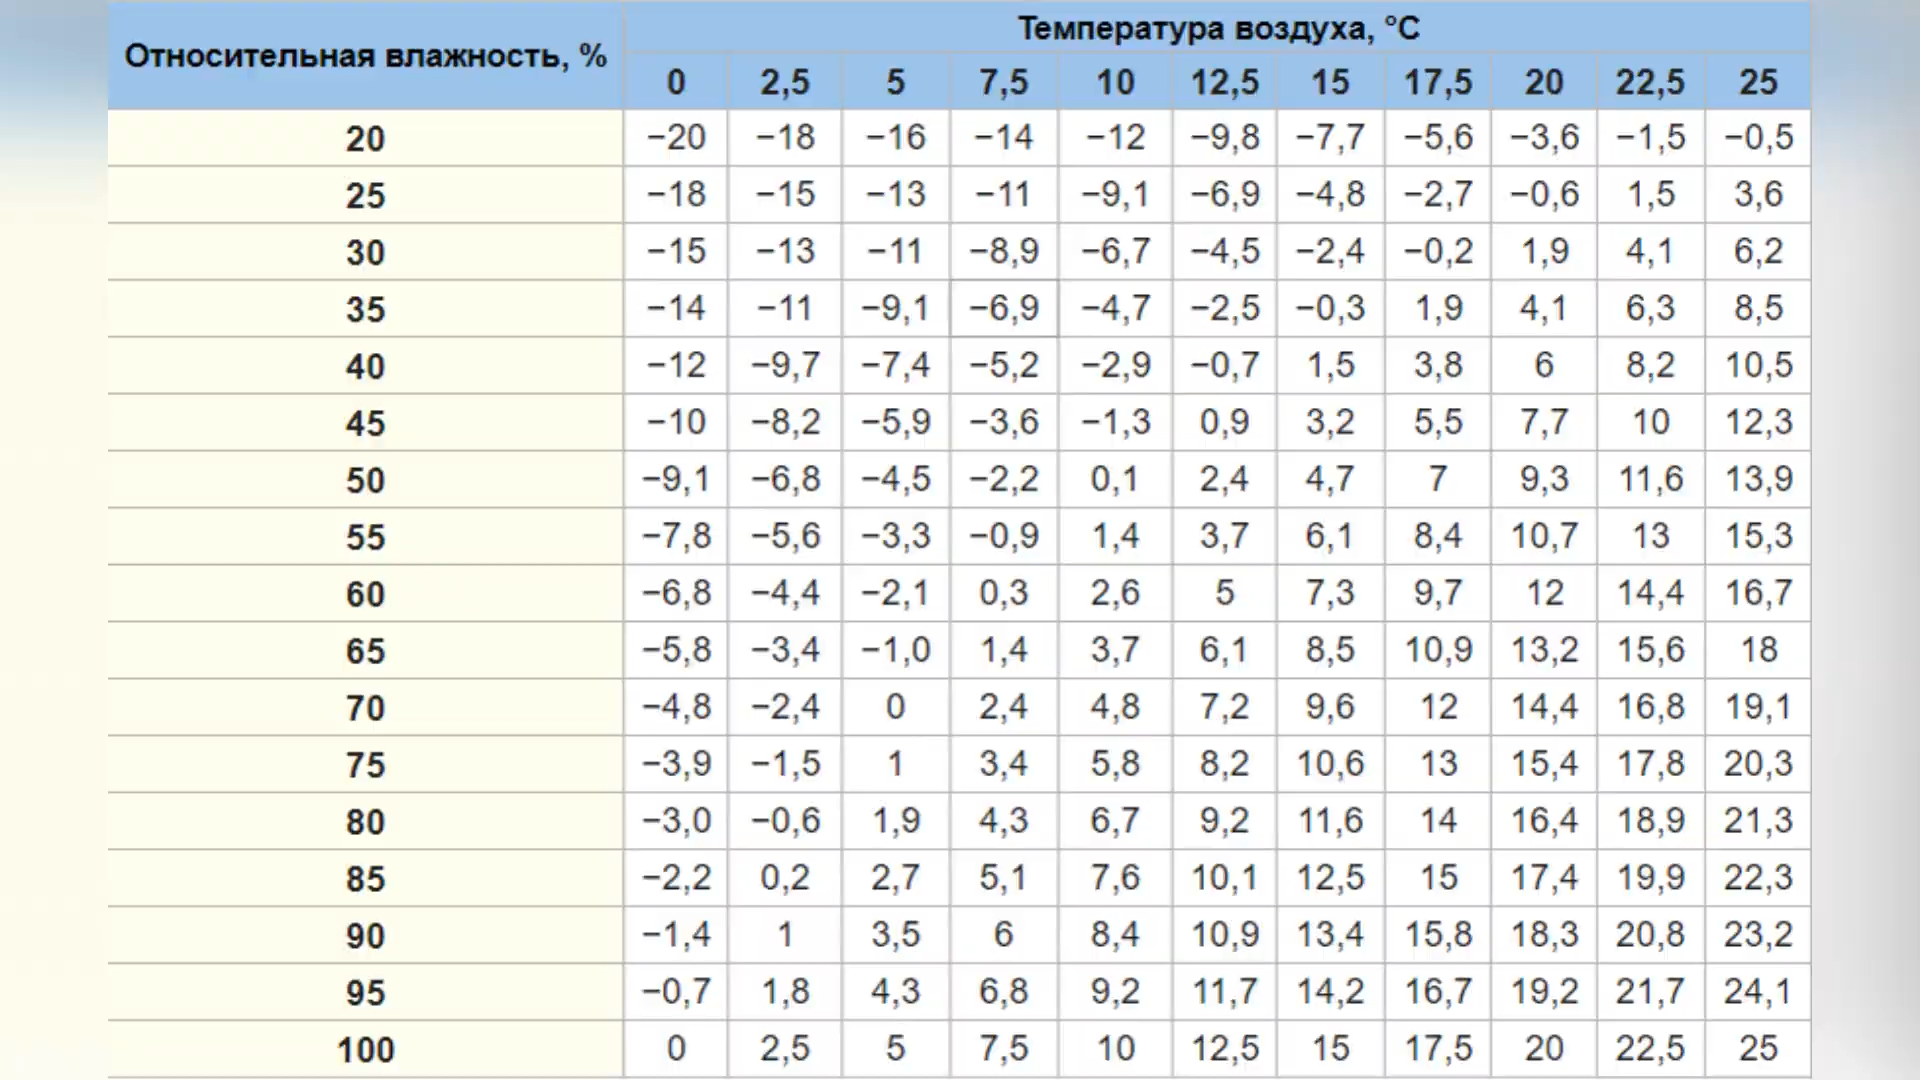 Относительная влажность, %
Температура воздуха, °C
0 2,5 5 7,5 10 12,5 15 17,5 20 22,5 25
20 −20 −18 −16 −14 −12 −9,8 −7,7 −5,6 −3,6 −1,5 −0,5
25 −18 −15 −13 −11 −9,1 −6,9 −4,8 −2,7 −0,6 1,5 3,6
30 −15 −13 −11 −8,9 −6,7 −4,5 −2,4 −0,2 1,9 4,1 6,2
35 −14 −11 −9,1 −6,9 −4,7 −2,5 −0,3 1,9 4,1 6,3 8,5
40 −12 −9,7 −7,4 −5,2 −2,9 −0,7 1,5 3,8 6 8,2 10,5
45 −10 −8,2 −5,9 −3,6 −1,3 0,9 3,2 5,5 7,7 10 12,3
50 −9,1 −6,8 −4,5 −2,2 0,1 2,4 4,7 7 9,3 11,6 13,9
55 −7,8 −5,6 −3,3 −0,9 1,4 3,7 6,1 8,4 10,7 13 15,3
60 −6,8 −4,4 −2,1 0,3 2,6 5 7,3 9,7 12 14,4 16,7
65 −5,8 −3,4 −1,0 1,4 3,7 6,1 8,5 10,9 13,2 15,6 18
70 −4,8 −2,4 0 2,4 4,8 7,2 9,6 12 14,4 16,8 19,1
75 −3,9 −1,5 1 3,4 5,8 8,2 10,6 13 15,4 17,8 20,3
80 −3,0 −0,6 1,9 4,3 6,7 9,2 11,6 14 16,4 18,9 21,3
85 −2,2 0,2 2,7 5,1 7,6 10,1 12,5 15 17,4 19,9 22,3
90 −1,4 1 3,5 6 8,4 10,9 13,4 15,8 18,3 20,8 23,2
95 −0,7 1,8 4,3 6,8 9,2 11,7 14,2 16,7 19,2 21,7 24,1
100 0 2,5 5 7,5 10 12,5 15 17,5 20 22,5 25